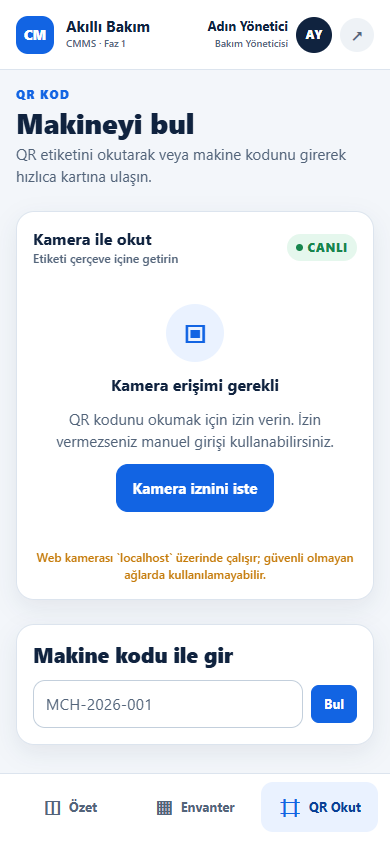 CM
Akıllı Bakım
CMMS · Faz 1
Adın Yönetici
Bakım Yöneticisi
AY
↗
QR KOD
Makineyi bul
QR etiketini okutarak veya makine kodunu girerek
hızlıca kartına ulaşın.
Kamera ile okut
Etiketi çerçeve içine getirin
CANLI
Kamera erişimi gerekli
QR kodunu okumak için izin verin. İzin
vermezseniz manuel girişi kullanabilirsiniz.
Kamera iznini iste
Web kamerası `localhost` üzerinde çalışır; güvenli olmayan
ağlarda kullanılamayabilir.
Makine kodu ile gir
MCH-2026-001
Bul
Özet
Envanter
QR Okut